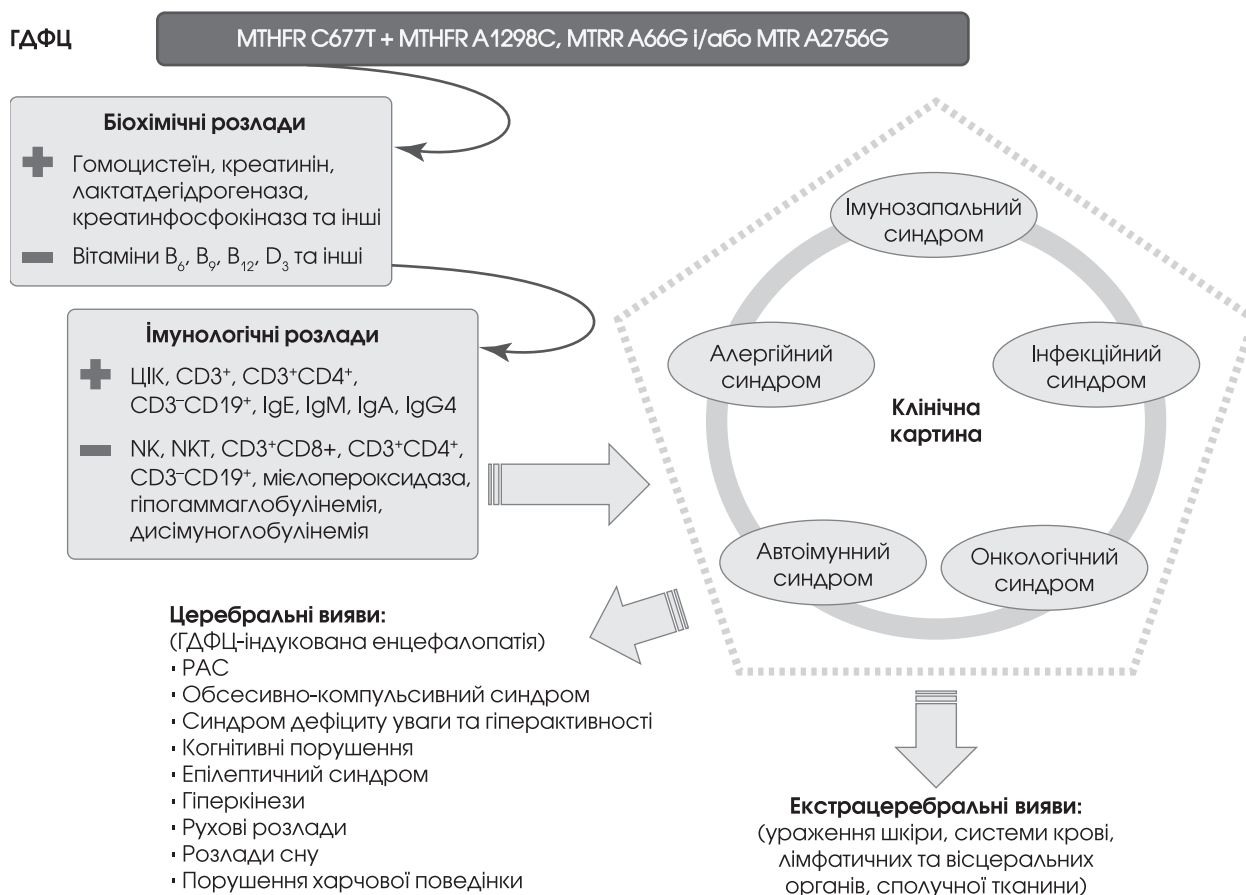 ГДФЦ
MTHFR C677T + MTHFR A1298C, MTRR A66G і/або MTR A2756G
Біохімічні розлади
+ Гомоцистеїн, креатинін,
лактатдегідрогеназа,
креатинфосфокіназа та інші
− Вітаміни B₆, B₉, B₁₂, D₃ та інші
Імунологічні розлади
+ ЦІК, CD3⁺, CD3⁺CD4⁺,
CD3⁻CD19⁺, IgE, IgM, IgA, IgG4
− NK, NKT, CD3⁺CD8+, CD3⁺CD4⁺,
CD3⁻CD19⁺, мієлопероксидаза,
гіпогаммаглобулінемія,
дисімуноглобулінемія
Імунозапальний
синдром
Алергійний
синдром
Інфекційний
синдром
Клінічна
картина
Автоімунний
синдром
Онкологічний
синдром
Церебральні вияви:
(ГДФЦ-індукована енцефалопатія)
· РАС
· Обсесивно-компульсивний синдром
· Синдром дефіциту уваги та гіперактивності
· Когнітивні порушення
· Епілептичний синдром
· Гіперкінези
· Рухові розлади
· Розлади сну
· Порушення харчової поведінки
Екстрацеребральні вияви:
(ураження шкіри, системи крові,
лімфатичних та вісцеральних
органів, сполучної тканини)